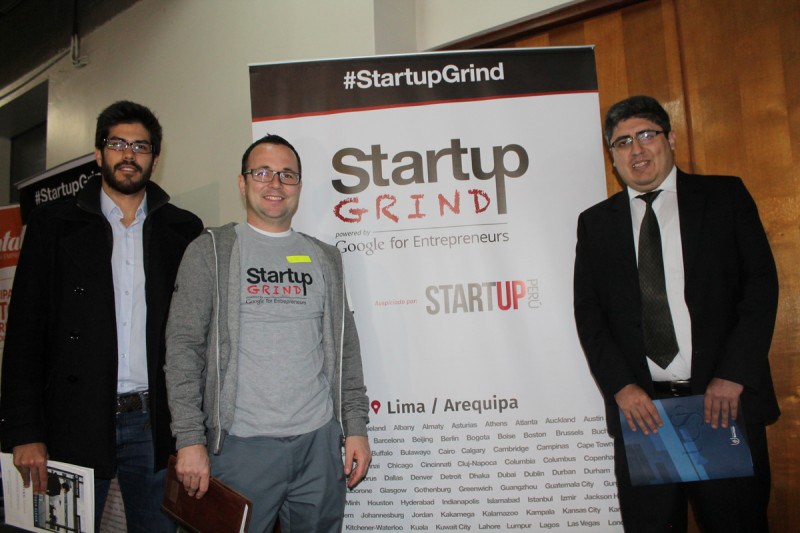 #StartupGrind
Startup
GRIND
powered by
Google for Entrepreneurs
START UP PERÚ
Lima / Arequipa
Albany Almaty Asturias Athens Atlanta Auckland Austin
Barcelona Beijing Berlin Bogota Boise Boston Brussels
Buffalo Bulawayo Cairo Calgary Cambridge Campinas Cape Town
Chicago Cincinnati Cluj-Napoca Columbia Columbus
Dallas Denver Detroit Dhaka Dubai Dublin Durban Durham
Glasgow Gothenburg Greenwich Guangzhou Guatemala City
Minh Houston Hyderabad Indianapolis Islamabad Istanbul Izmir Jackson
Johannesburg Jordan Kakamega Kalamazoo Kampala Kansas City
Kitchener-Waterloo Kuala Kuwait City Lahore Lumpur Lagos Las Vegas
#StartupGrind
Startup
GRIND
Google for Entrepreneurs